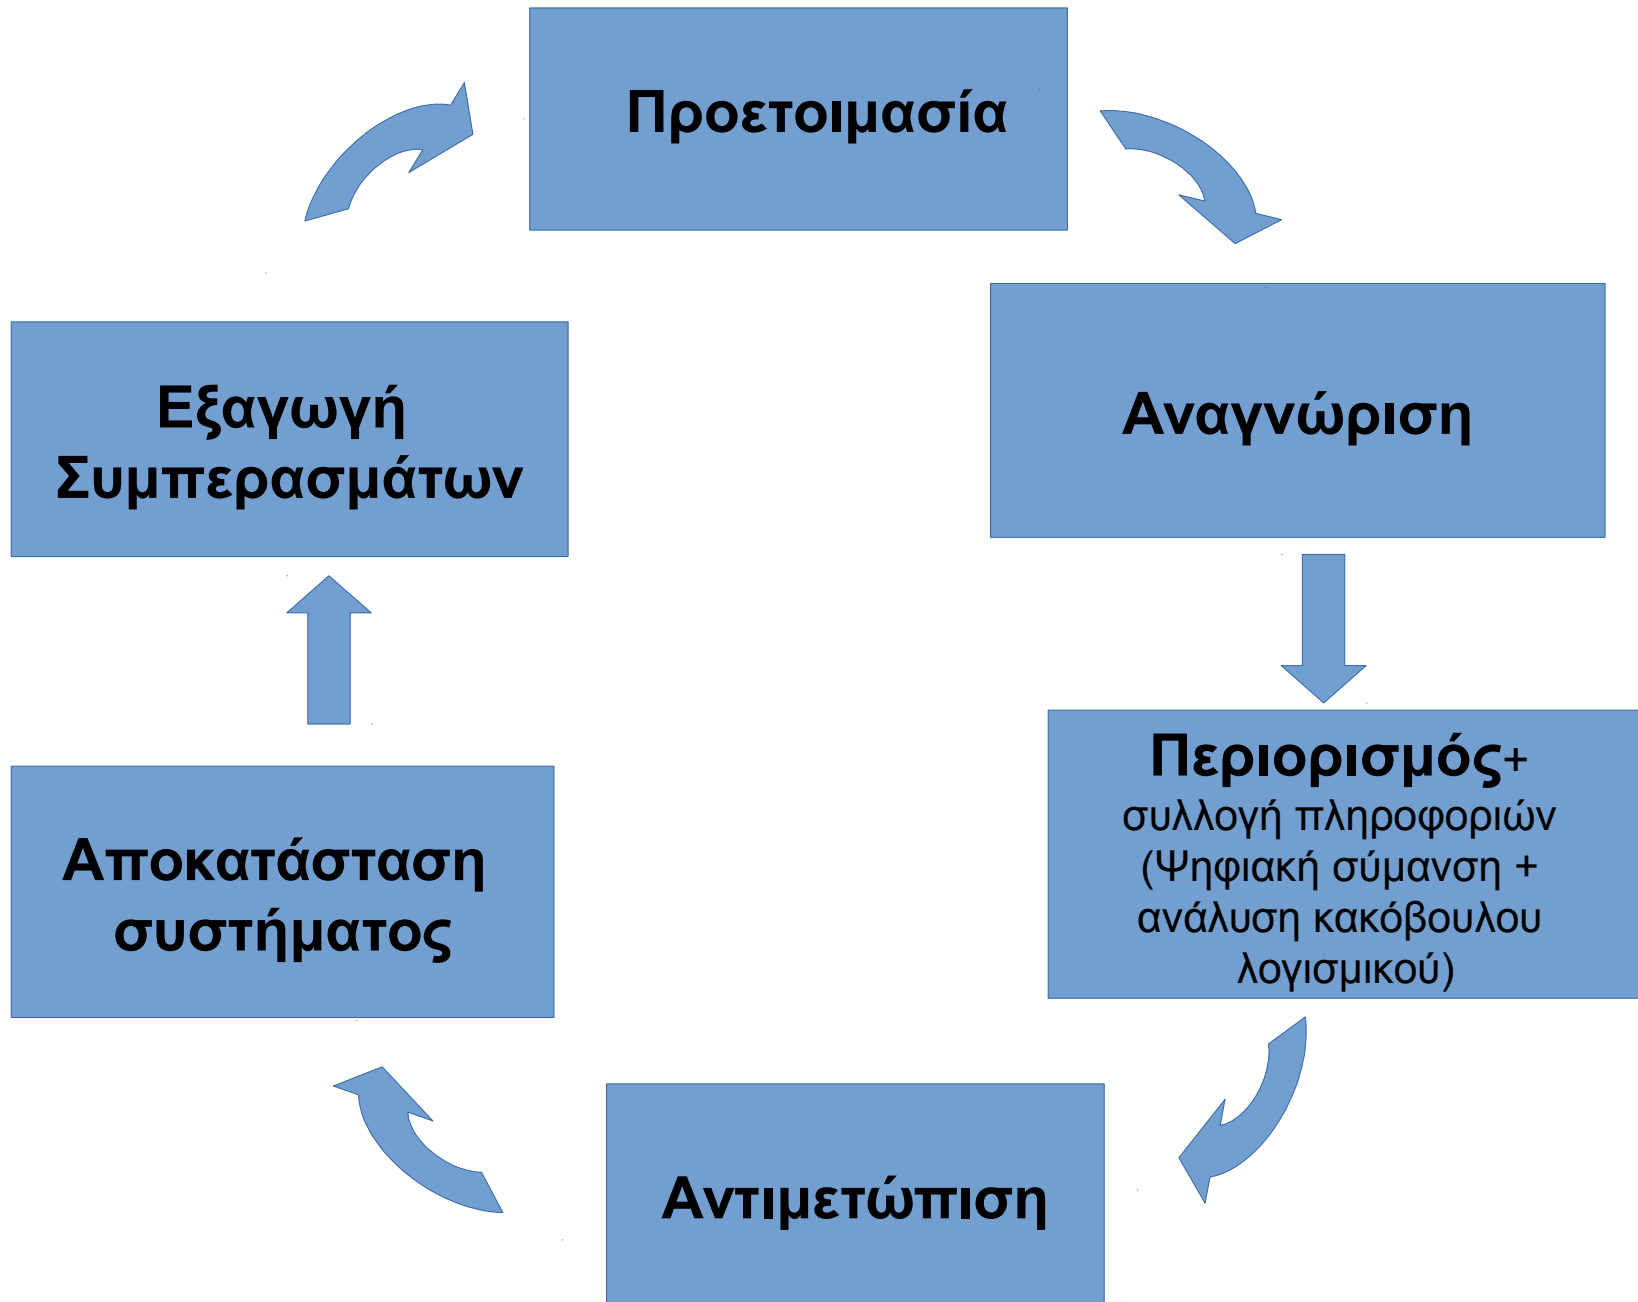 Προετοιμασία
Αναγνώριση
Περιορισμός+
συλλογή πληροφοριών
(Ψηφιακή σύμανση +
ανάλυση κακόβουλου
λογισμικού)
Αντιμετώπιση
Αποκατάσταση
συστήματος
Εξαγωγή
Συμπερασμάτων